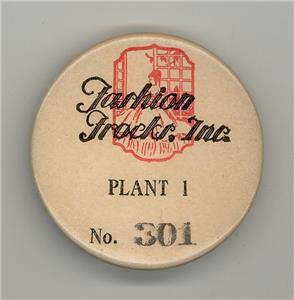 Fashion
Frocks, Inc.
PLANT 1
No. 301